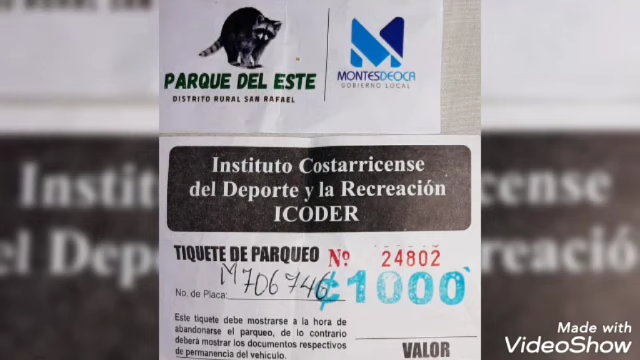 PARQUE DEL ESTE
DISTRITO RURAL SAN RAFAEL
MONTESDEOCA
GOBIERNO LOCAL
Instituto Costarricense
del Deporte y la Recreación
ICODER
TIQUETE DE PARQUEO Nº 24802
No. de Placa: M706746 ¢1000
Este tiquete debe mostrarse a la hora de
abandonarse el parqueo, de lo contrario
deberá mostrar los documentos respectivos
de permanencia del vehículo.
VALOR
Made with
VideoShow